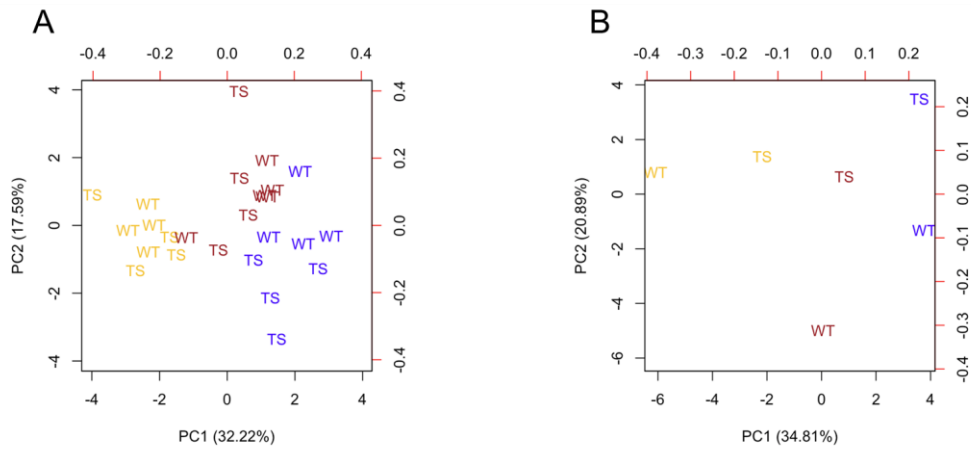 A
-0.4 -0.2 0.0 0.2 0.4
4 TS 0.4
WT
2 WT 0.2
TS WT
TS WT WT
WT TS
0 WT 0.0
WT TS WT TS WT WT WT
WT TS TS
TS TS TS
-2 TS -0.2
TS
-4 -0.4
-4 -2 0 2 4
PC1 (32.22%)
PC2 (17.59%)
B
-0.4 -0.3 -0.2 -0.1 0.0 0.1 0.2
4 TS 0.2
2 TS 0.1
WT TS
0 0.0
WT -0.1
-2 -0.2
-4 WT -0.3
-6 -0.4
-6 -4 -2 0 2 4
PC1 (34.81%)
PC2 (20.89%)